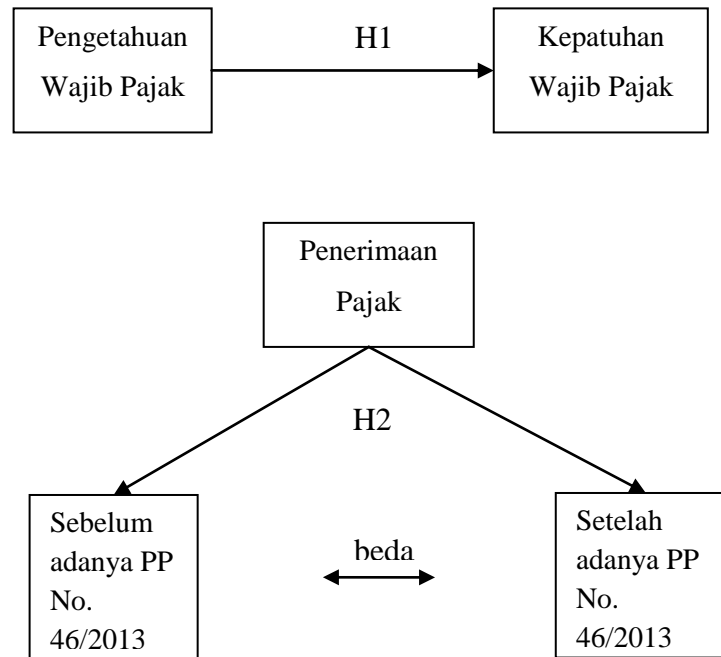 Pengetahuan
Wajib Pajak
H1
Kepatuhan
Wajib Pajak
Penerimaan
Pajak
H2
Sebelum
adanya PP
No.
46/2013
beda
Setelah
adanya PP
No.
46/2013